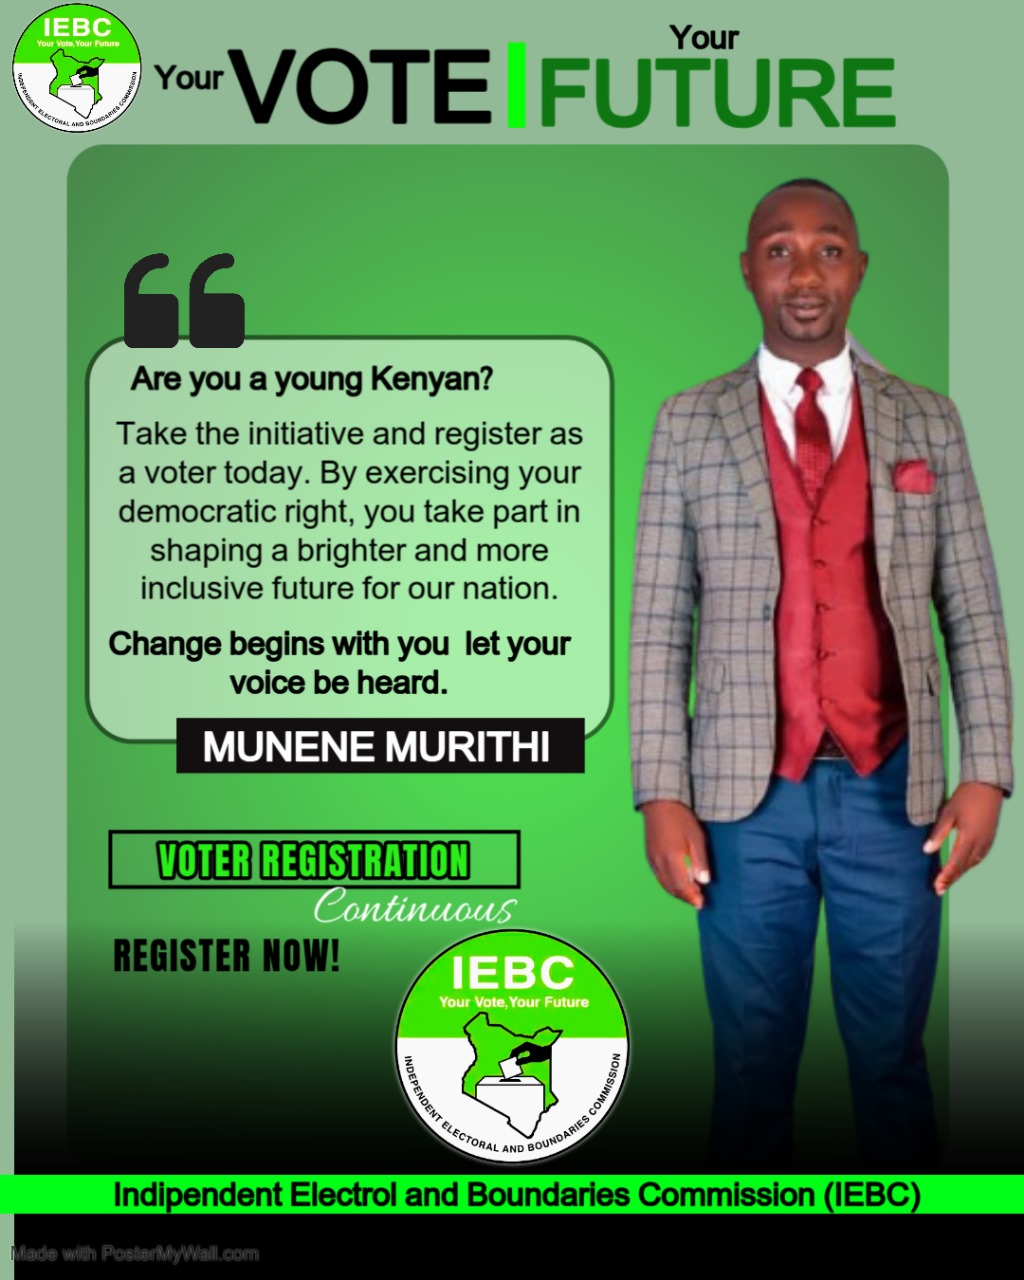 IEBC
Your Vote,Your Future
INDEPENDENT ELECTORAL AND BOUNDARIES COMMISSION
Your VOTE
Your
FUTURE
Are you a young Kenyan?
Take the initiative and register as
a voter today. By exercising your
democratic right, you take part in
shaping a brighter and more
inclusive future for our nation.
Change begins with you  let your
voice be heard.
MUNENE MURITHI
VOTER REGISTRATION
Continuous
REGISTER NOW!
IEBC
Your Vote,Your Future
INDEPENDENT ELECTORAL AND BOUNDARIES COMMISSION
Indipendent Electrol and Boundaries Commission (IEBC)
Made with PosterMyWall.com